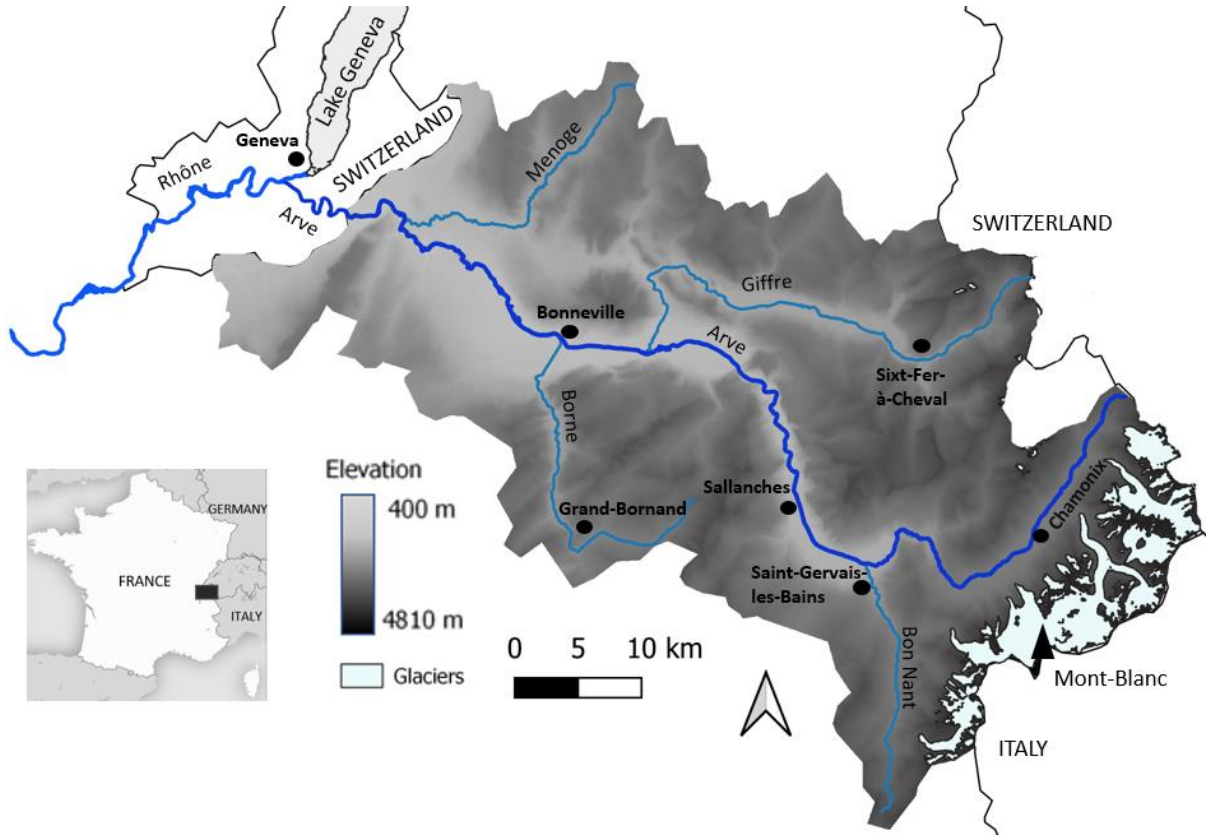 Lake Geneva
Geneva
SWITZERLAND
Rhône
Arve
Menoge
SWITZERLAND
Giffre
Bonneville
Arve
Sixt-Fer-
à-Cheval
Borne
Elevation
400 m
4810 m
Glaciers
Sallanches
Grand-Bornand
Chamonix
Saint-Gervais-
les-Bains
Bon Nant
0 5 10 km
Mont-Blanc
ITALY
GERMANY
FRANCE
ITALY